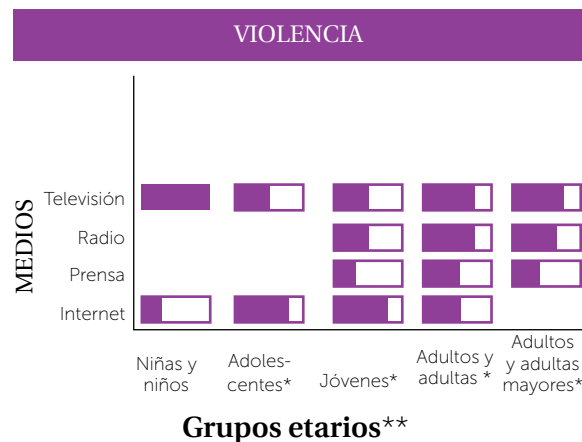 VIOLENCIA
MEDIOS
Televisión
Radio
Prensa
Internet
Niñas y
niños
Adoles-
centes*
Jóvenes*
Adultos y
adultas *
Adultos
y adultas
mayores*
Grupos etarios**